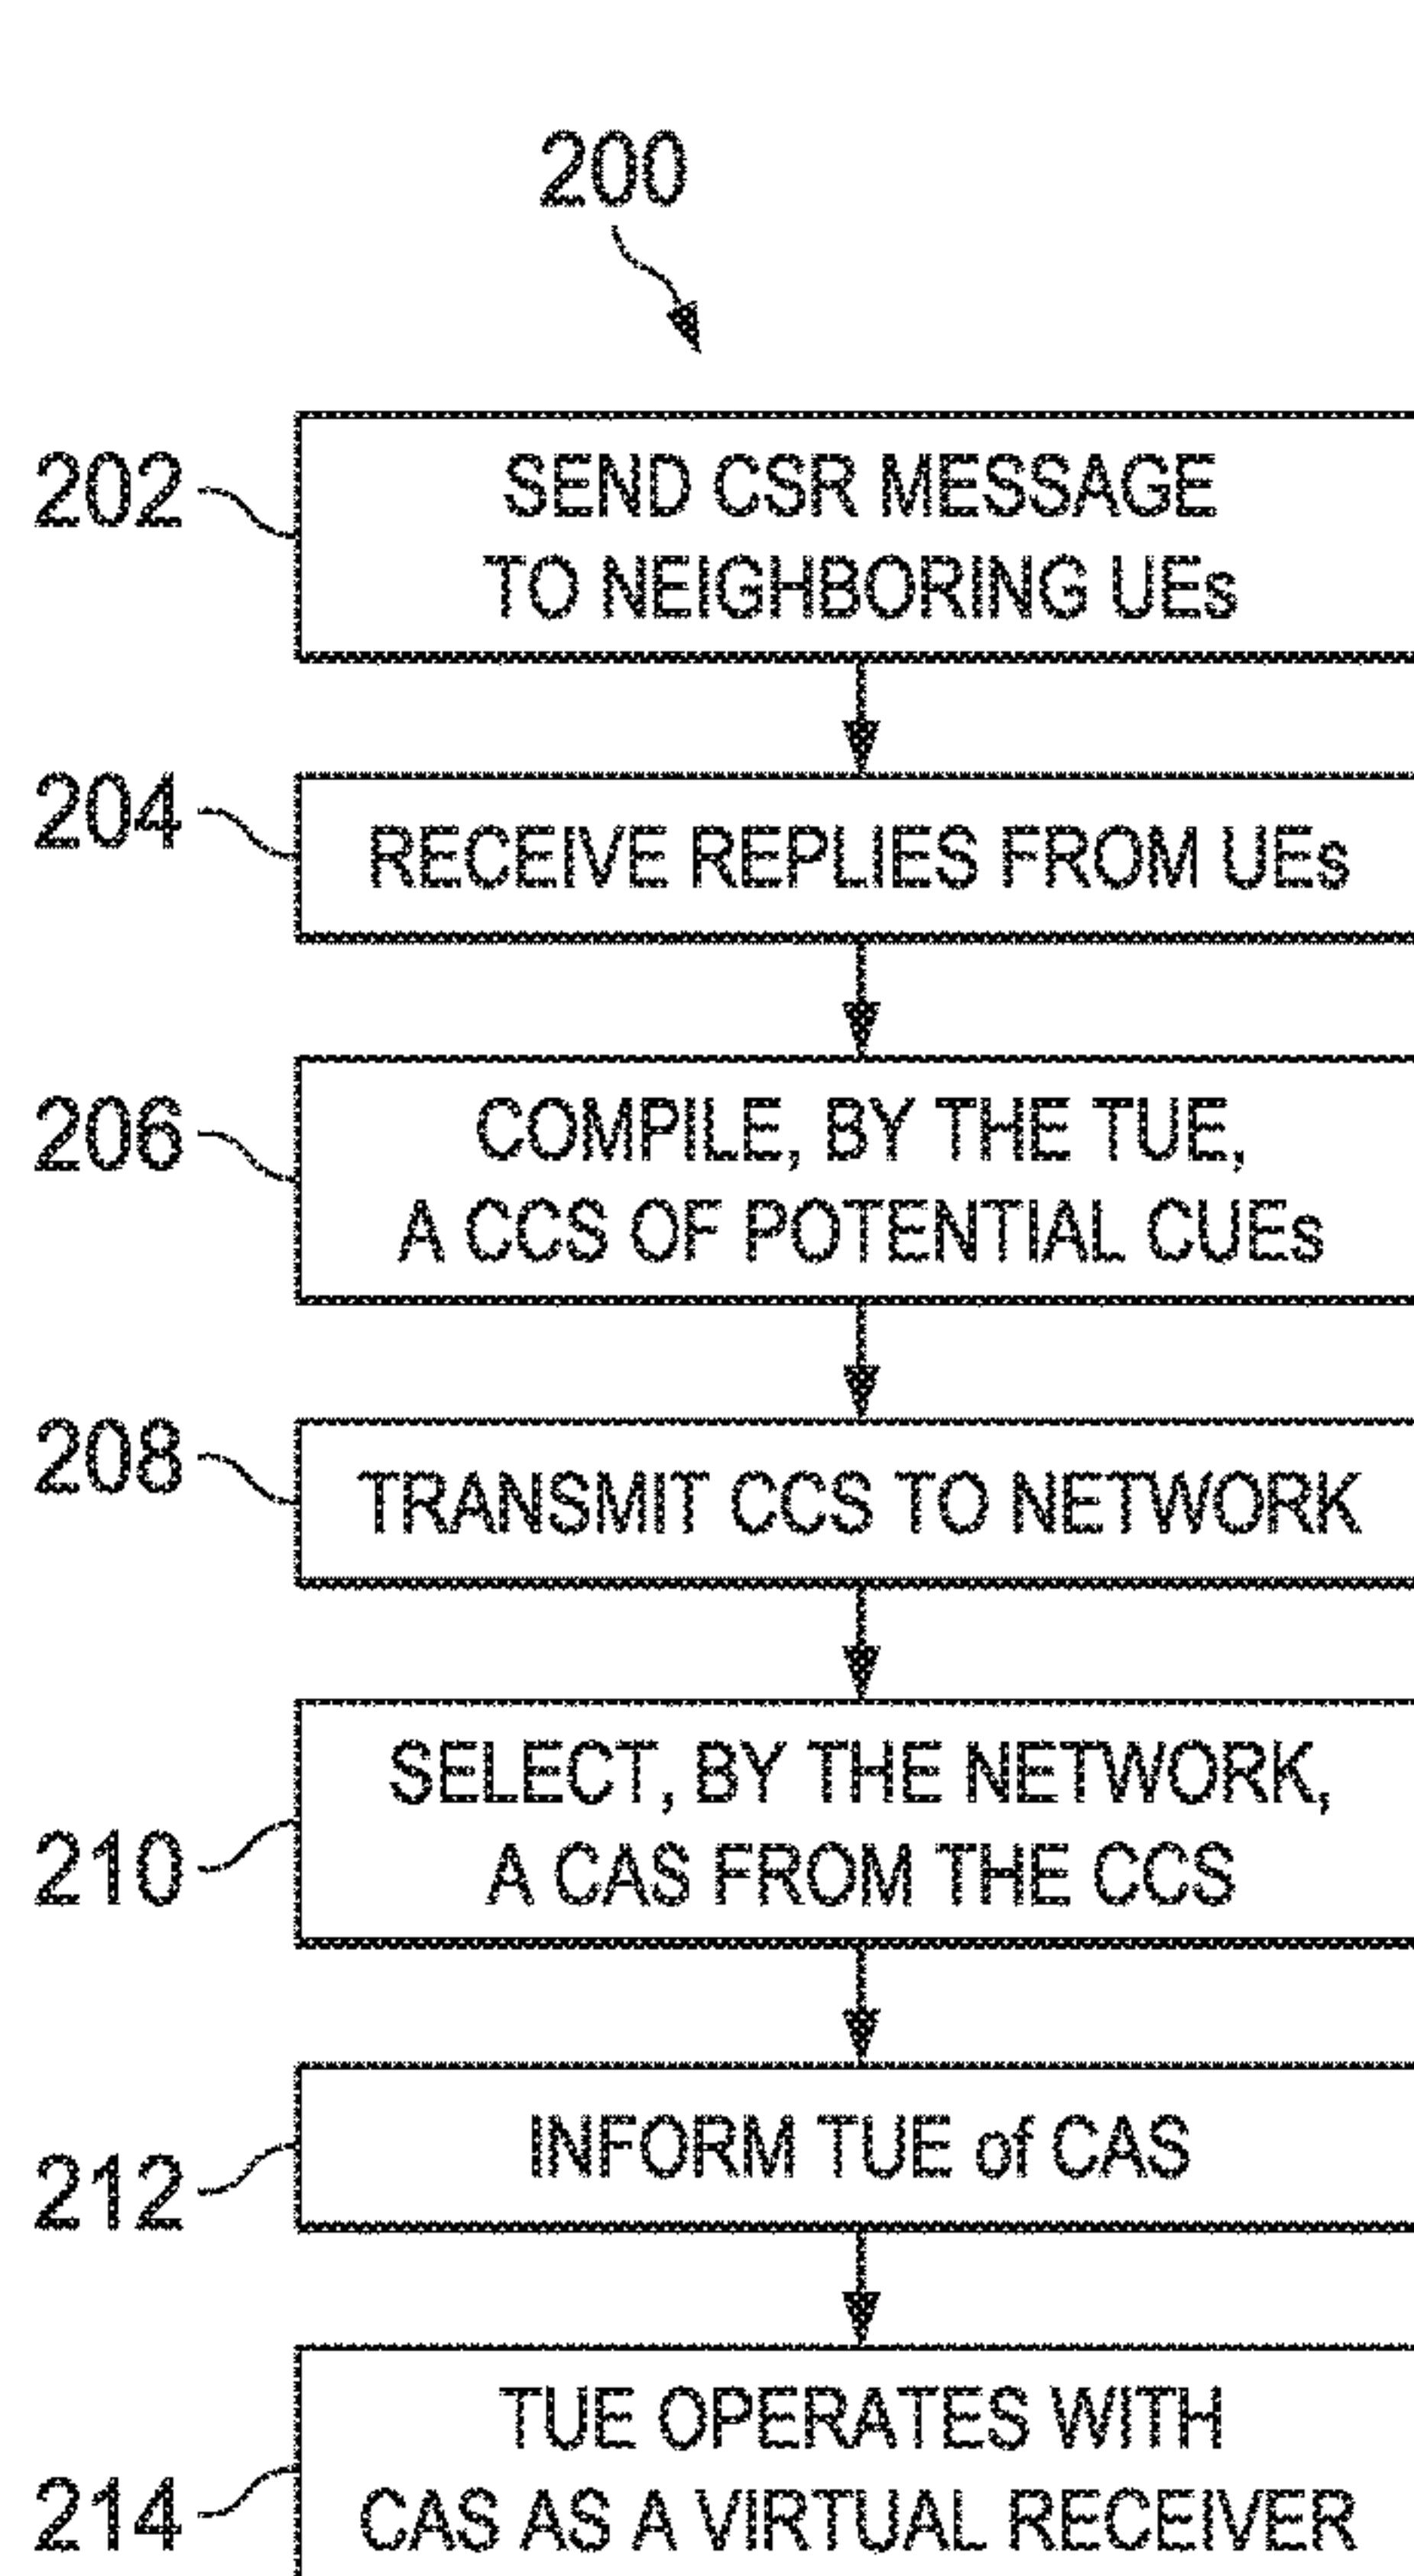 200
202
SEND CSR MESSAGE
TO NEIGHBORING UEs
204
RECEIVE REPLIES FROM UEs
206
COMPILE, BY THE TUE,
A CCS OF POTENTIAL CUEs
208
TRANSMIT CCS TO NETWORK
210
SELECT, BY THE NETWORK,
A CAS FROM THE CCS
212
INFORM TUE of CAS
214
TUE OPERATES WITH
CAS AS A VIRTUAL RECEIVER